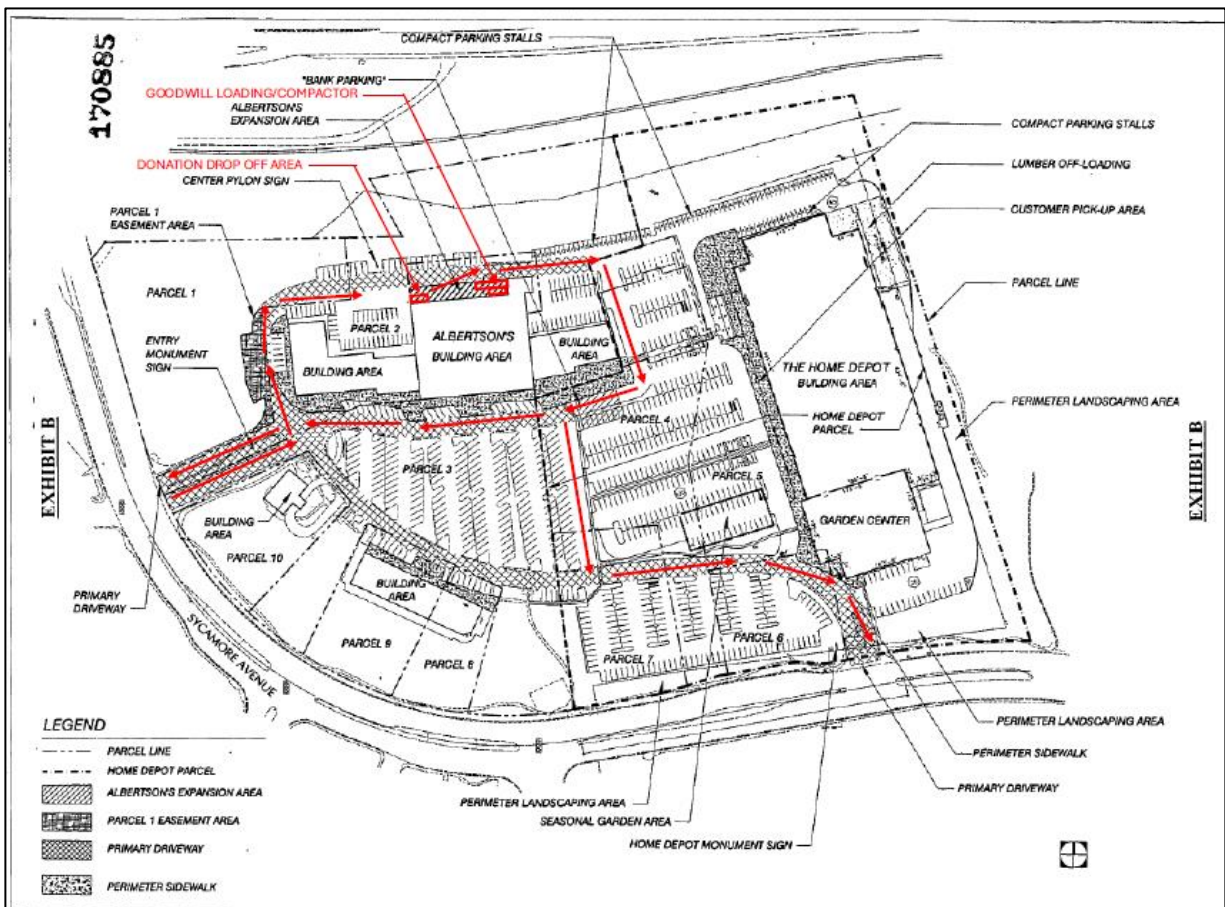 170885
COMPACT PARKING STALLS
"BANK PARKING"
GOODWILL LOADING/COMPACTOR
ALBERTSON'S
EXPANSION AREA
DONATION DROP OFF AREA
CENTER PYLON SIGN
PARCEL 1
EASEMENT AREA
COMPACT PARKING STALLS
LUMBER OFF-LOADING
CUSTOMER PICK-UP AREA
PARCEL LINE
PARCEL 1
ENTRY
MONUMENT
SIGN
PARCEL 2
ALBERTSON'S
BUILDING AREA
BUILDING
AREA
BUILDING AREA
THE HOME DEPOT
BUILDING AREA
HOME DEPOT
PARCEL
PERIMETER LANDSCAPING AREA
PARCEL 4
EXHIBIT B
EXHIBIT B
PARCEL 3
PARCEL 5
GARDEN CENTER
BUILDING
AREA
PARCEL 10
BUILDING
AREA
PRIMARY
DRIVEWAY
SYCAMORE AVENUE
PARCEL 9
PARCEL 8
PARCEL 7
PARCEL 6
LEGEND
PARCEL LINE
HOME DEPOT PARCEL
ALBERTSON'S EXPANSION AREA
PARCEL 1 EASEMENT AREA
PRIMARY DRIVEWAY
PERIMETER SIDEWALK
PERIMETER LANDSCAPING AREA
PERIMETER SIDEWALK
PRIMARY DRIVEWAY
PERIMETER LANDSCAPING AREA
SEASONAL GARDEN AREA
HOME DEPOT MONUMENT SIGN